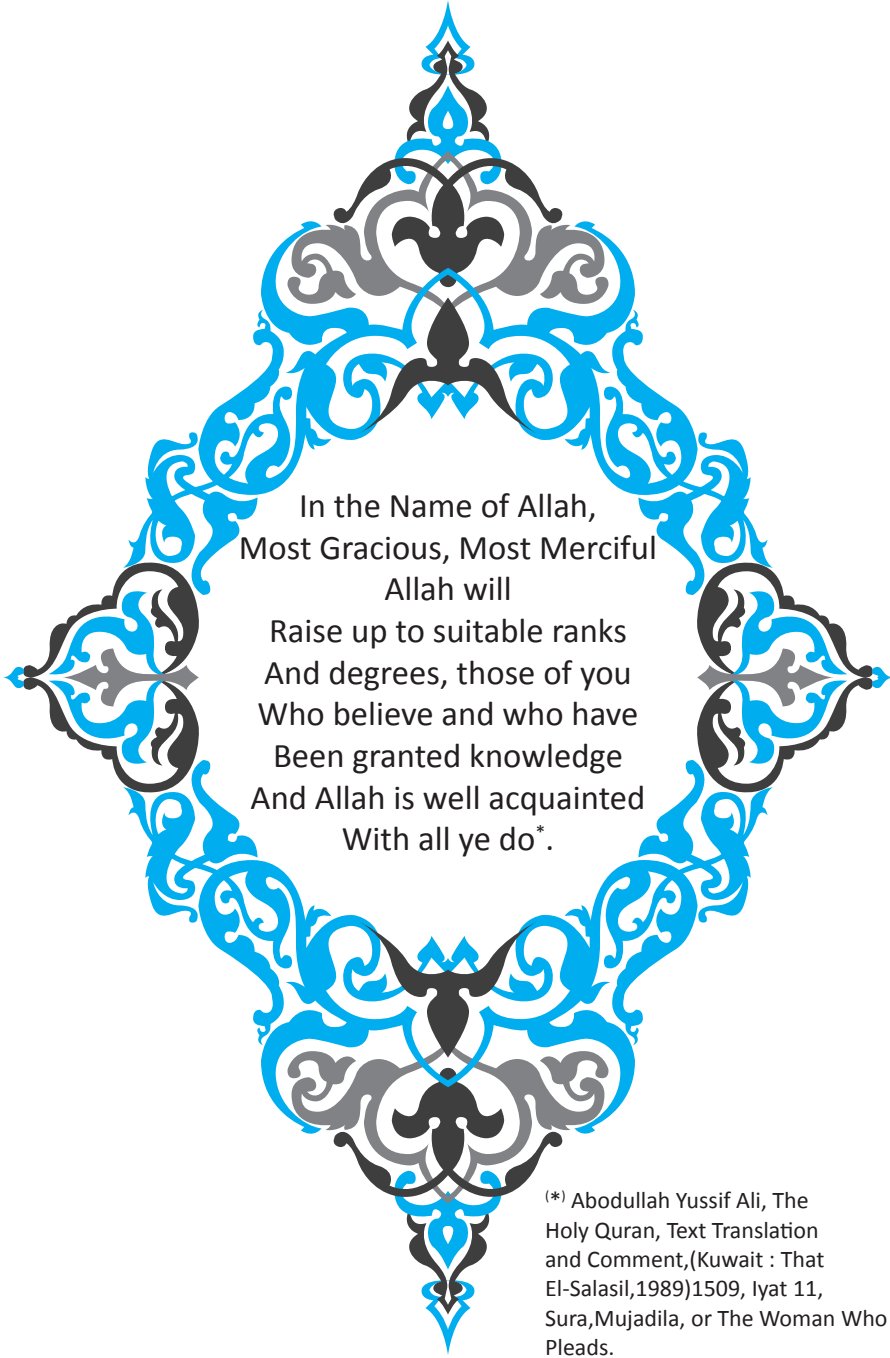 In the Name of Allah,
Most Gracious, Most Merciful
Allah will
Raise up to suitable ranks
And degrees, those of you
Who believe and who have
Been granted knowledge
And Allah is well acquainted
With all ye do*.
(*) Abodullah Yussif Ali, The
Holy Quran, Text Translation
and Comment,(Kuwait : That
El-Salasil,1989)1509, Iyat 11,
Sura,Mujadila, or The Woman Who
Pleads.